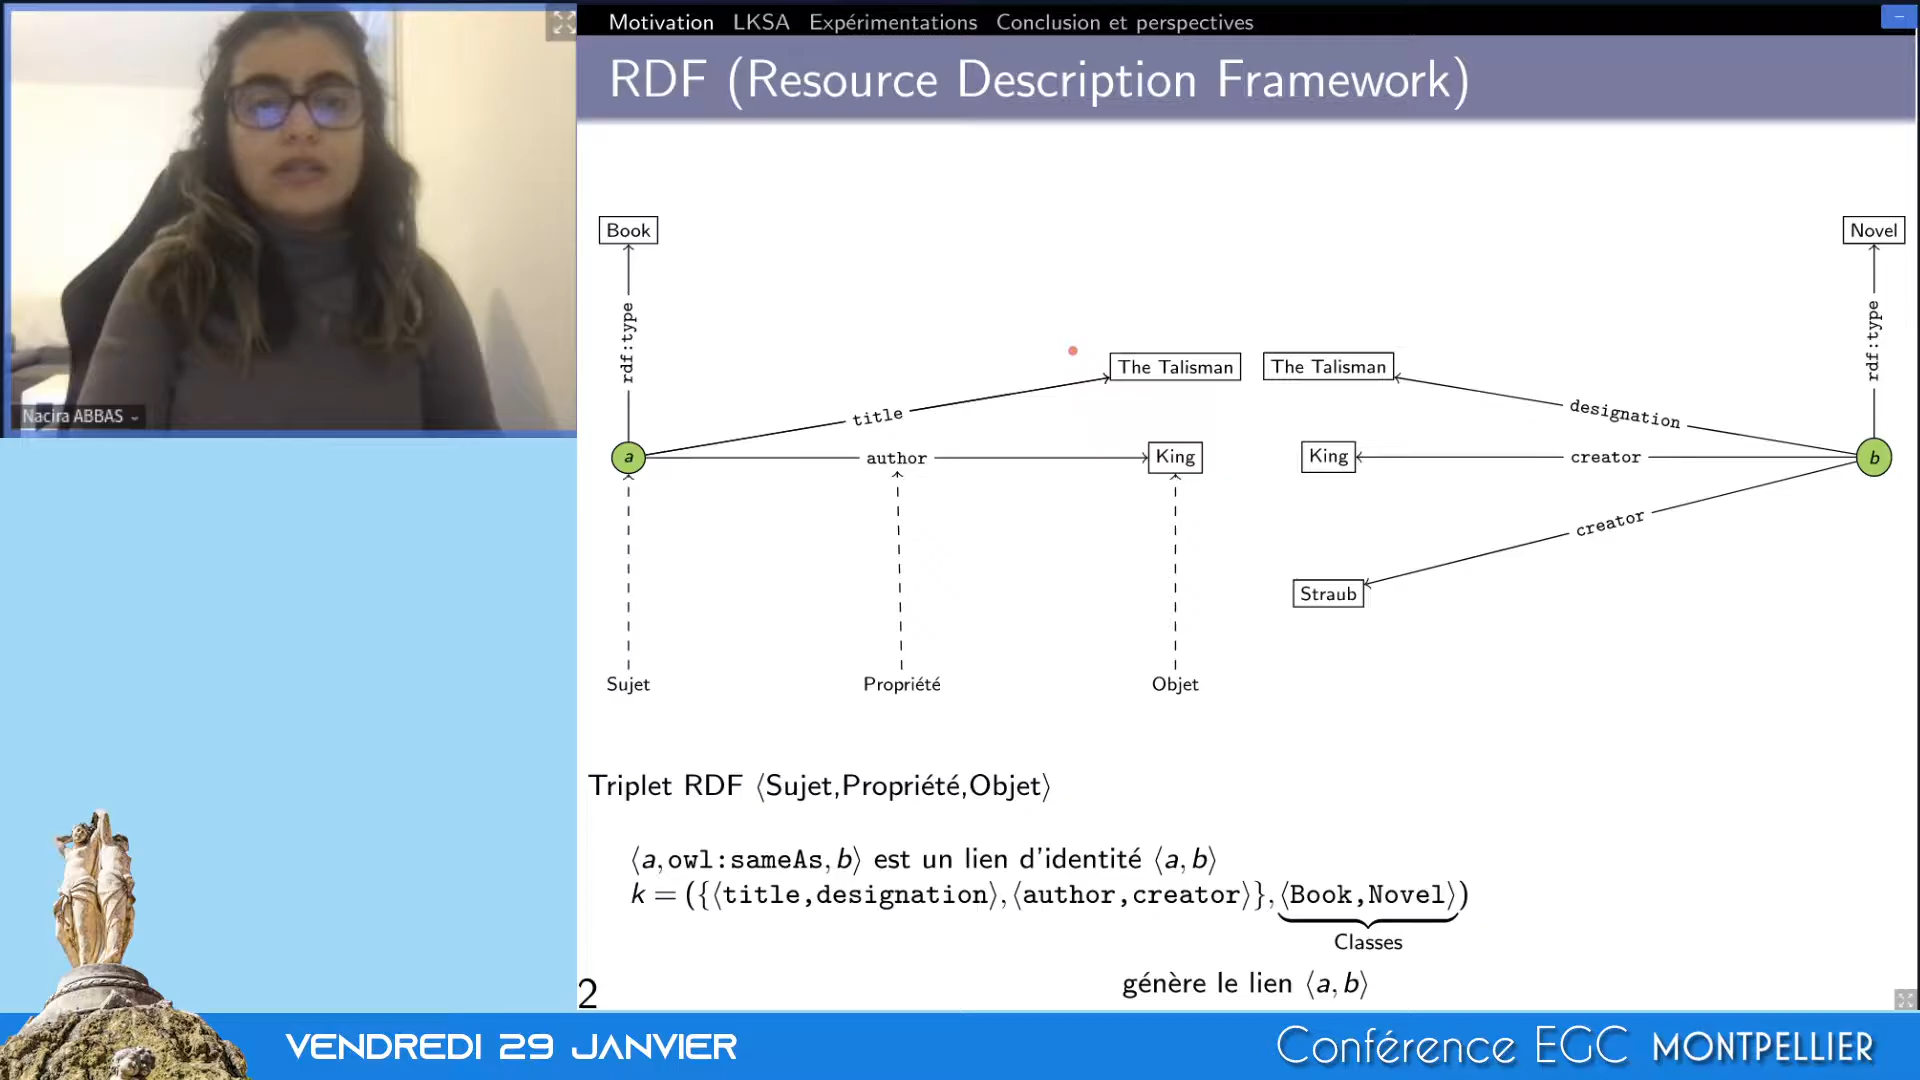 Motivation LKSA Expérimentations Conclusion et perspectives
RDF (Resource Description Framework)
Nacira ABBAS
Book
Novel
rdf:type
rdf:type
The Talisman
The Talisman
title
designation
a
author
King
King
creator
b
creator
Straub
Sujet
Propriété
Objet
Triplet RDF ⟨Sujet,Propriété,Objet⟩
⟨a,owl:sameAs,b⟩ est un lien d'identité ⟨a,b⟩
k = ({⟨title,designation⟩,⟨author,creator⟩},⟨Book,Novel⟩)
Classes
génère le lien ⟨a,b⟩
2
VENDREDI 29 JANVIER
Conférence EGC MONTPELLIER